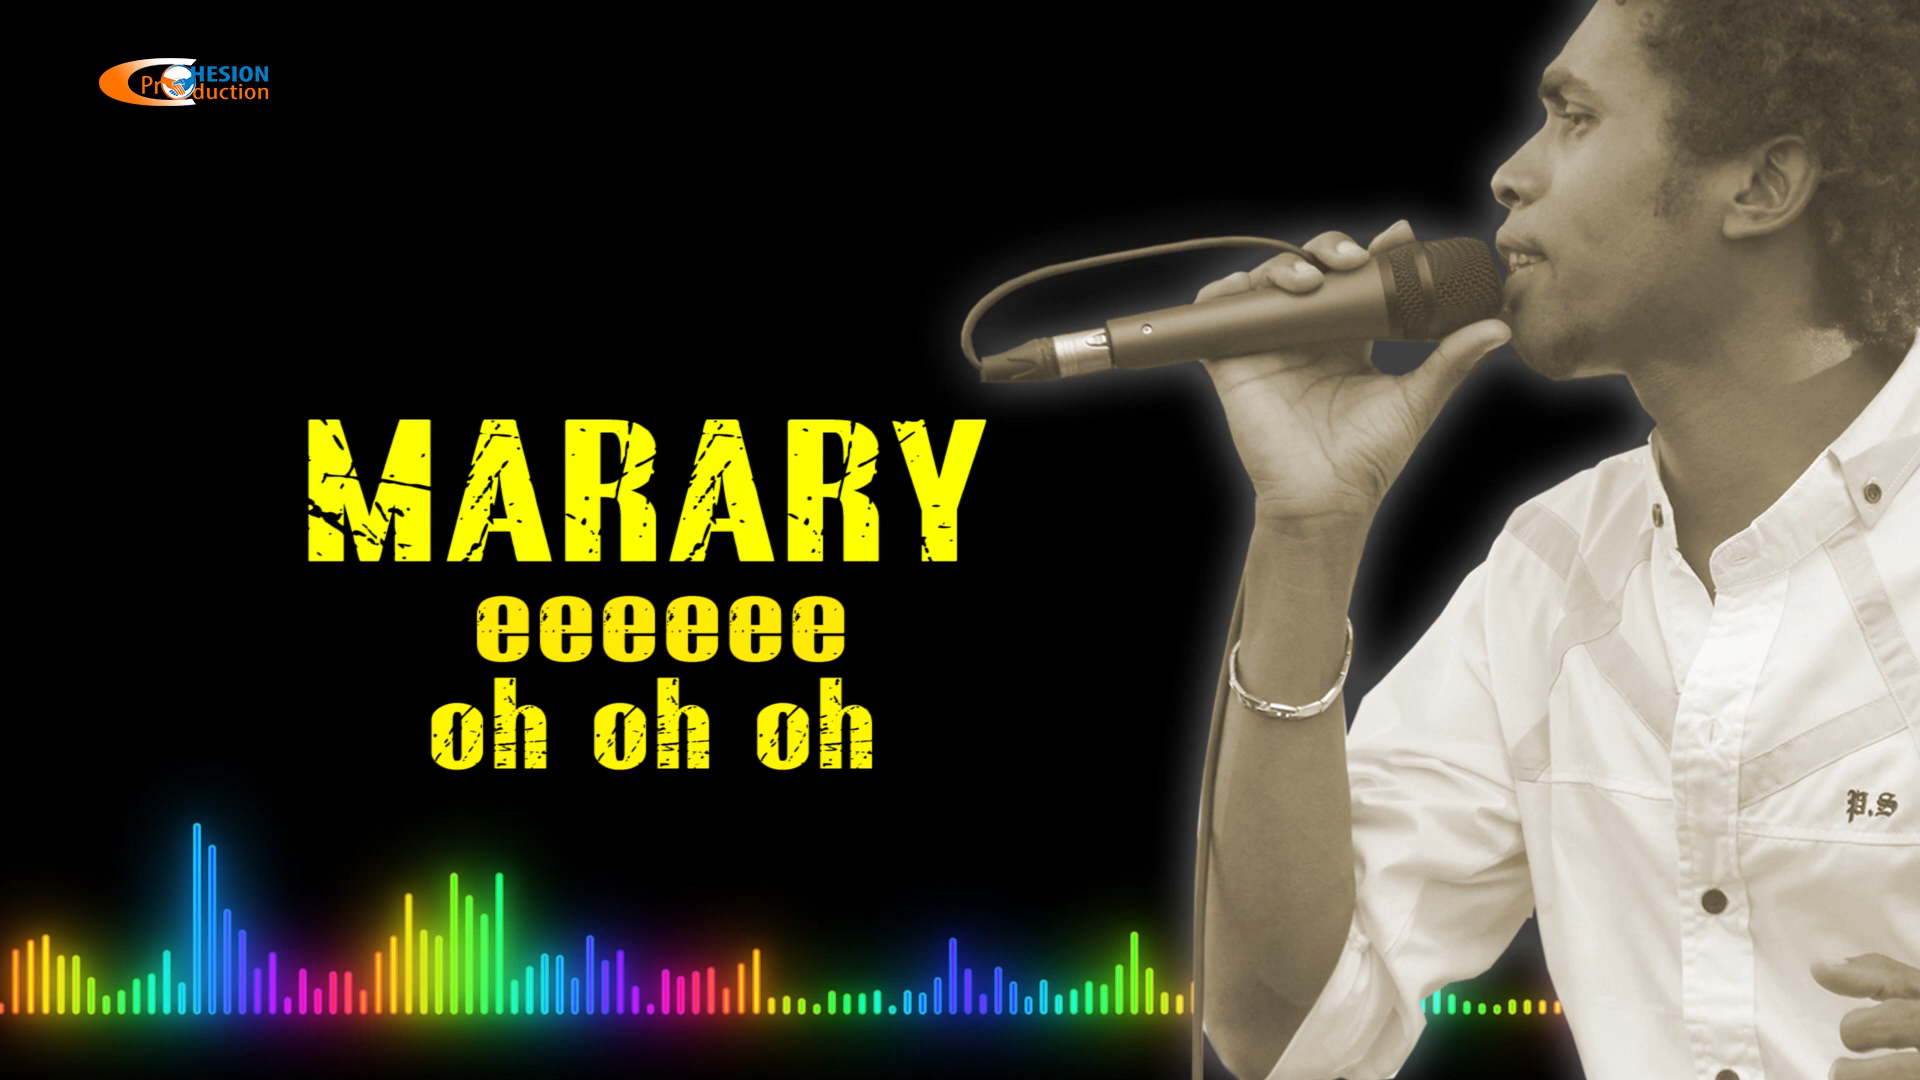 COHESION
Production
MARARY
eeeeee
oh oh oh
P.S